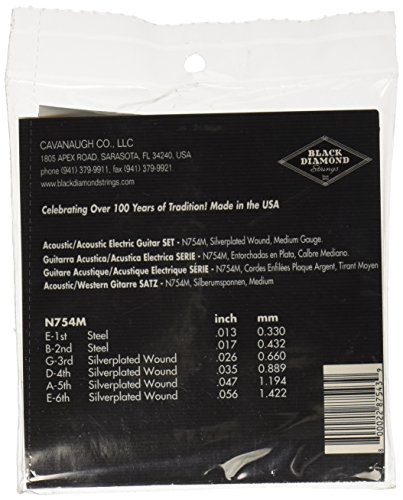 CAVANAUGH CO., LLC
1805 APEX ROAD, SARASOTA, FL 34240, USA
phone (941) 379-9911, fax (941) 379-9921
www.blackdiamondstrings.com
BLACK
DIAMOND
Strings
Celebrating Over 100 Years of Tradition! Made in the USA
Acoustic/Acoustic Electric Guitar SET - N754M, Silverplated Wound, Medium Gauge.
Guitarra Acustica/Acustica Electrica SERIE - N754M, Entorchadas en Plata, Calbre Mediano.
Guitare Acustique/Acustique Electrique SÉRIE - N754M, Cordes Enfilées Plaque Argent, Tirant Moyen
Acoustic/Western Gitarre SATZ - N754M, Silberumsponnen, Medium
N754M inch mm
E-1st Steel .013 0.330
B-2nd Steel .017 0.432
G-3rd Silverplated Wound .026 0.660
D-4th Silverplated Wound .035 0.889
A-5th Silverplated Wound .047 1.194
E-6th Silverplated Wound .056 1.422